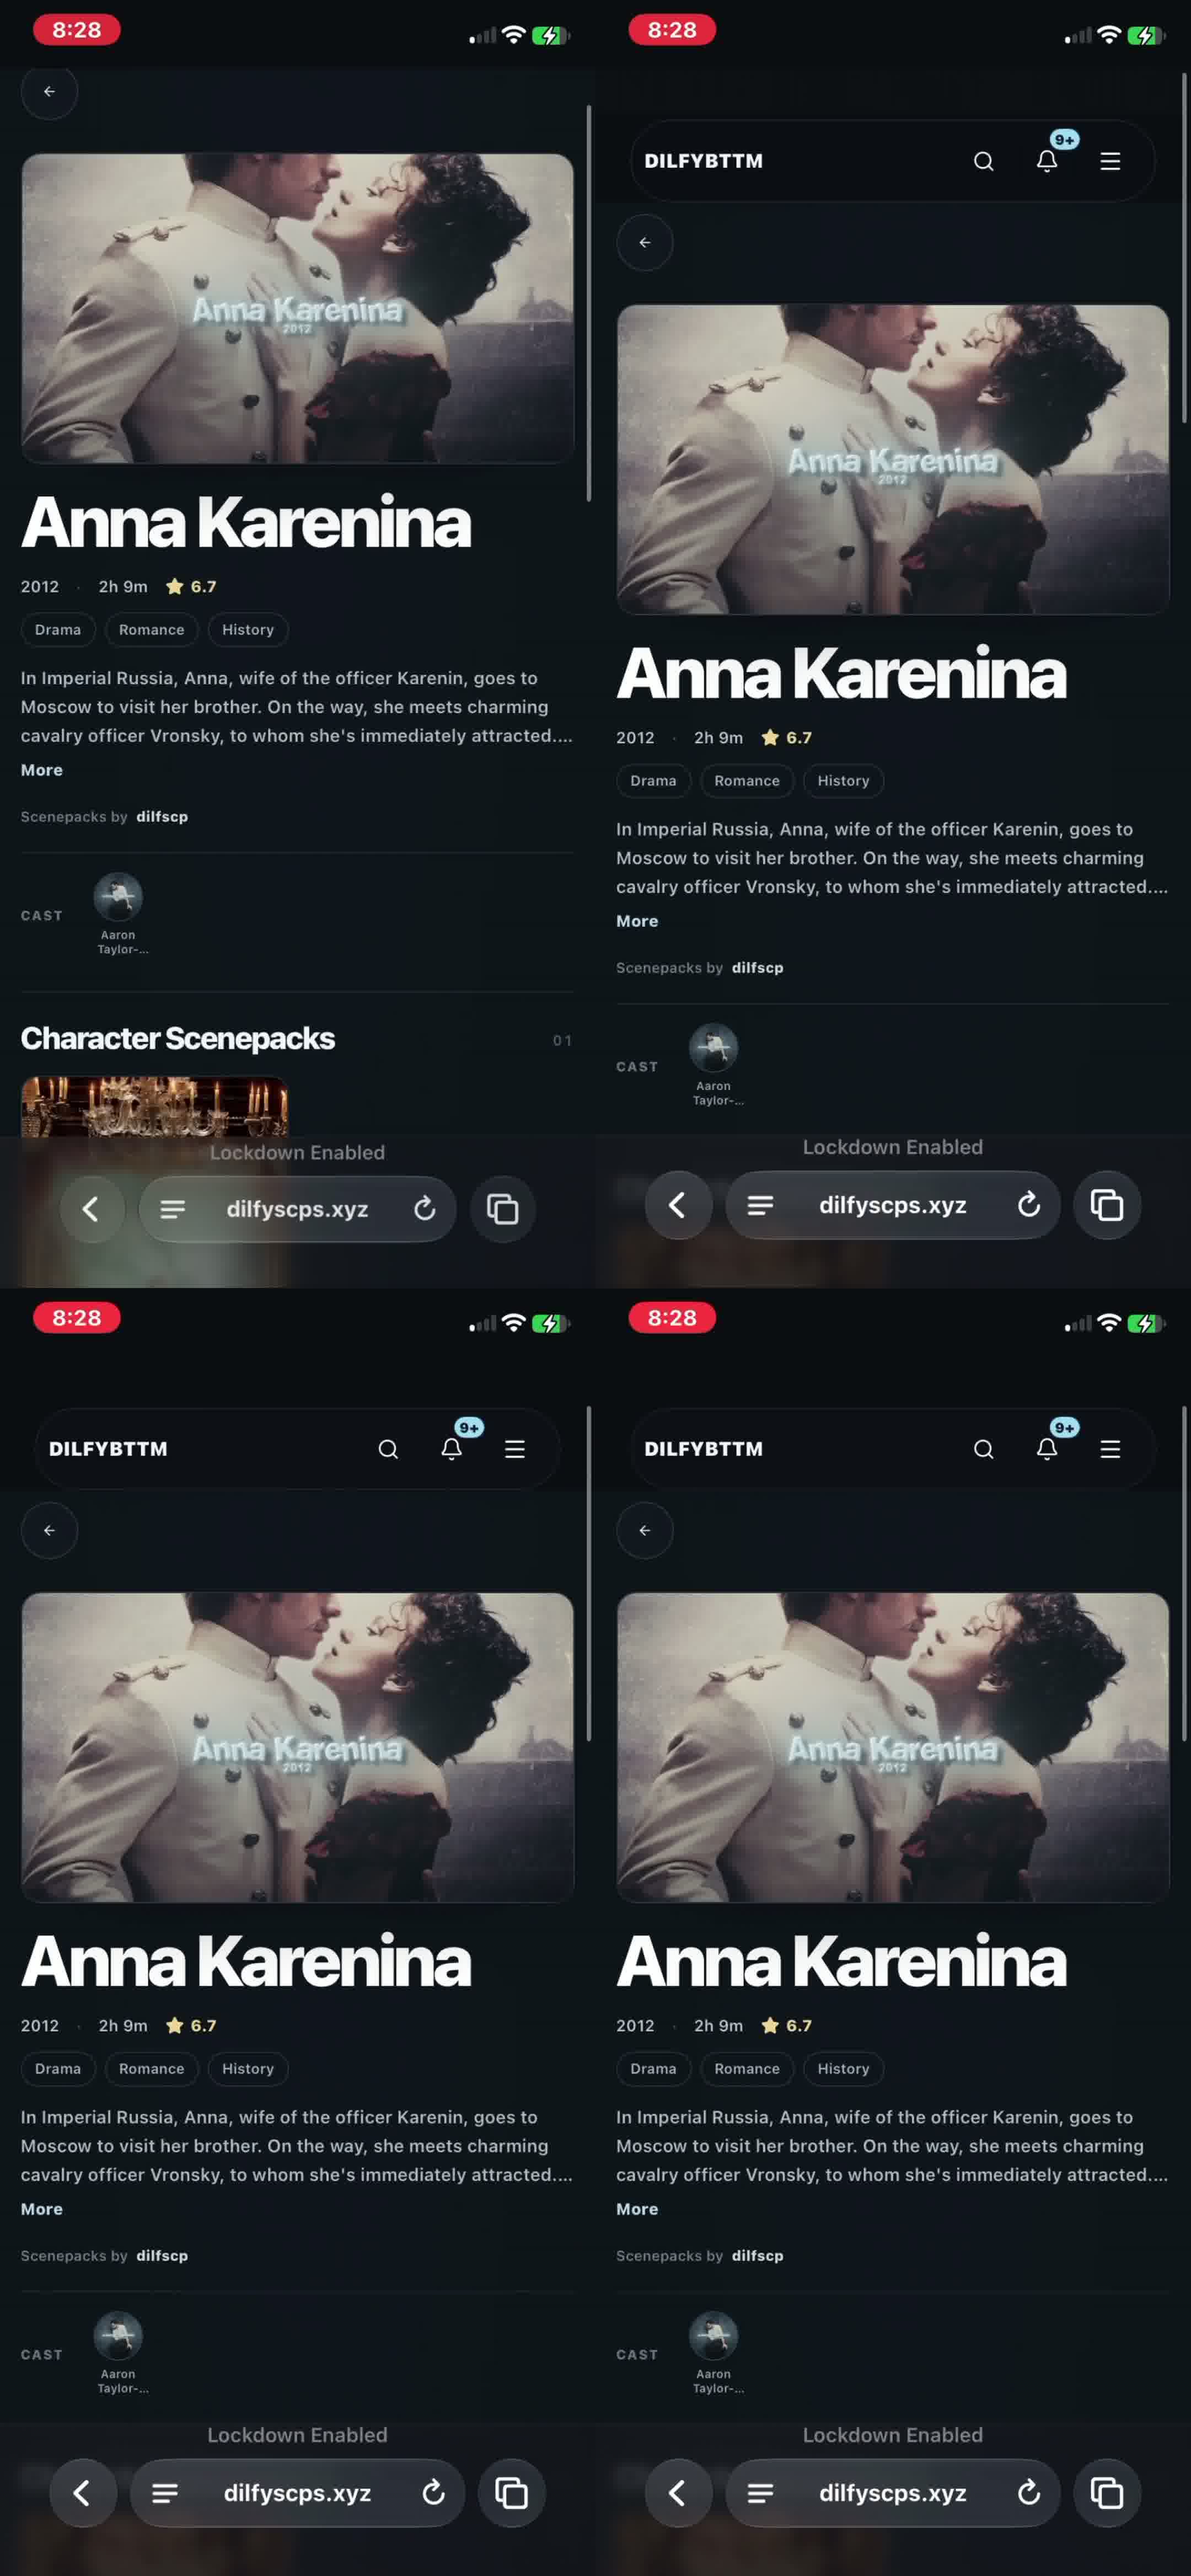 8:28
Anna Karenina
2012
Anna Karenina
2012 · 2h 9m 6.7
Drama Romance History
In Imperial Russia, Anna, wife of the officer Karenin, goes to
Moscow to visit her brother. On the way, she meets charming
cavalry officer Vronsky, to whom she's immediately attracted....
More
Scenepacks by dilfscp
CAST
Aaron
Taylor-...
Character Scenepacks 01
Lockdown Enabled
dilfyscps.xyz
8:28
DILFYBTTM 9+
Anna Karenina
2012
Anna Karenina
2012 · 2h 9m 6.7
Drama Romance History
In Imperial Russia, Anna, wife of the officer Karenin, goes to
Moscow to visit her brother. On the way, she meets charming
cavalry officer Vronsky, to whom she's immediately attracted....
More
Scenepacks by dilfscp
CAST
Aaron
Taylor-...
Lockdown Enabled
dilfyscps.xyz
8:28
DILFYBTTM 9+
Anna Karenina
2012
Anna Karenina
2012 · 2h 9m 6.7
Drama Romance History
In Imperial Russia, Anna, wife of the officer Karenin, goes to
Moscow to visit her brother. On the way, she meets charming
cavalry officer Vronsky, to whom she's immediately attracted....
More
Scenepacks by dilfscp
CAST
Aaron
Taylor-...
Lockdown Enabled
dilfyscps.xyz
8:28
DILFYBTTM 9+
Anna Karenina
2012
Anna Karenina
2012 · 2h 9m 6.7
Drama Romance History
In Imperial Russia, Anna, wife of the officer Karenin, goes to
Moscow to visit her brother. On the way, she meets charming
cavalry officer Vronsky, to whom she's immediately attracted....
More
Scenepacks by dilfscp
CAST
Aaron
Taylor-...
Lockdown Enabled
dilfyscps.xyz